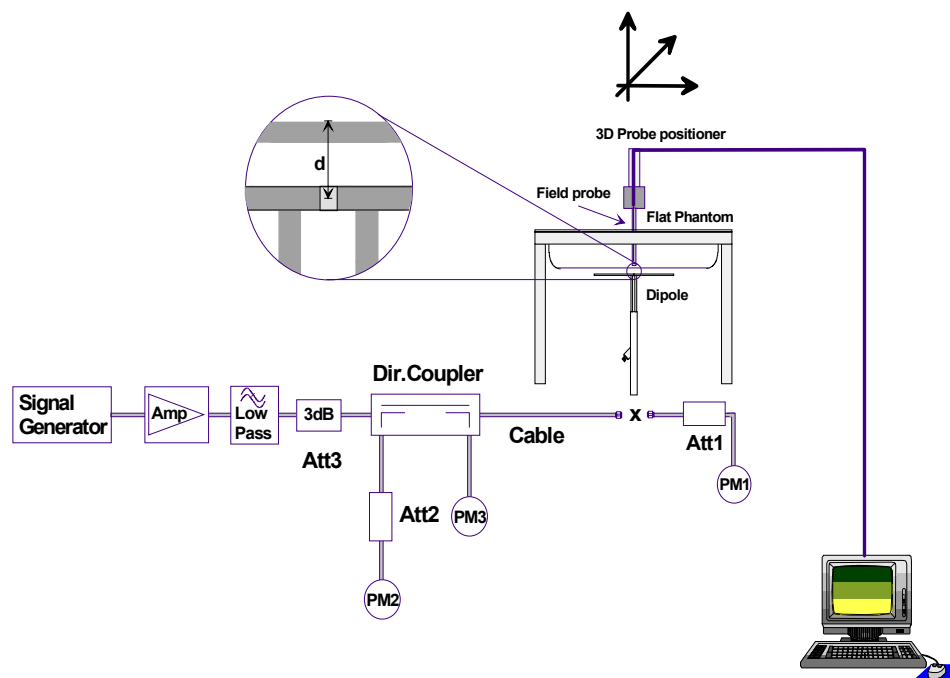 3D Probe positioner
d
Field probe
Flat Phantom
Dipole
Dir.Coupler
Signal
Generator
Amp
Low
Pass
3dB
Att3
Cable
x
Att1
PM1
Att2
PM3
PM2